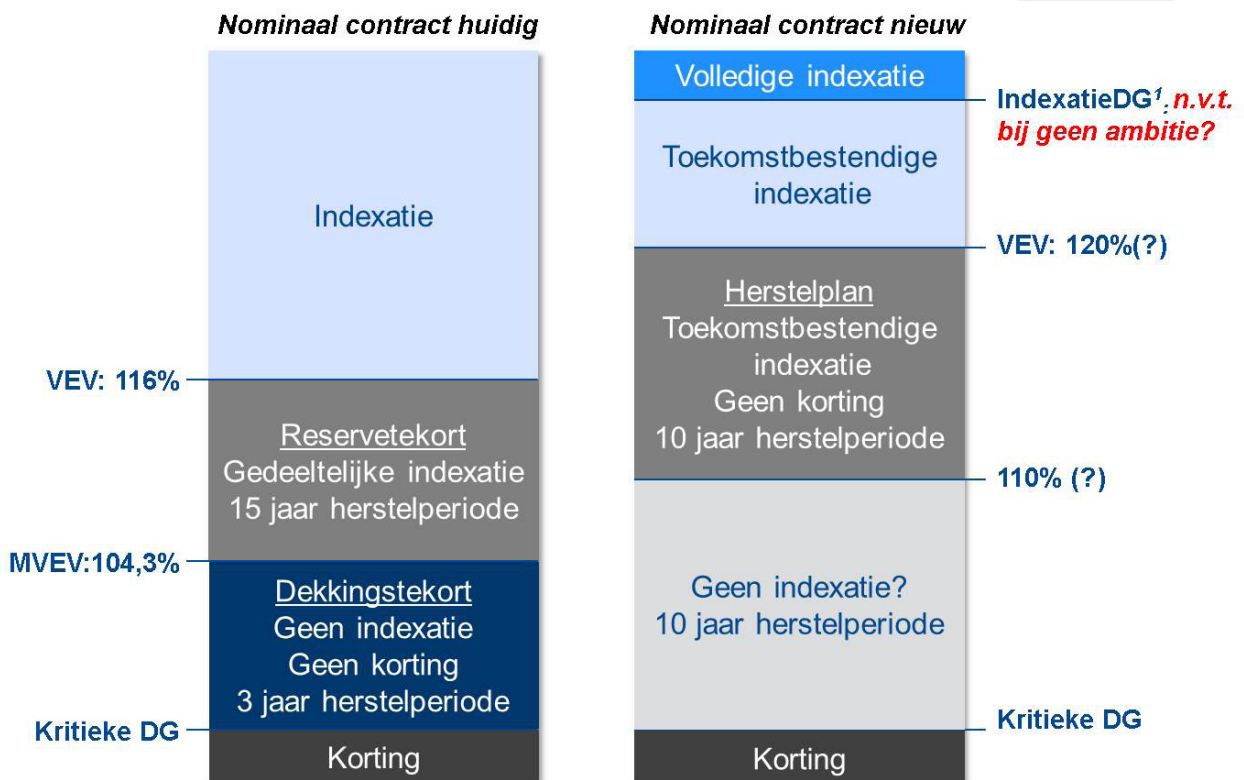 Nominaal contract huidig
Indexatie
VEV: 116%
Reservetekort
Gedeeltelijke indexatie
15 jaar herstelperiode
MVEV:104,3%
Dekkingstekort
Geen indexatie
Geen korting
3 jaar herstelperiode
Kritieke DG
Korting
Nominaal contract nieuw
Volledige indexatie
IndexatieDG¹; n.v.t.
bij geen ambitie?
Toekomstbestendige
indexatie
VEV: 120%(?)
Herstelplan
Toekomstbestendige
indexatie
Geen korting
10 jaar herstelperiode
110% (?)
Geen indexatie?
10 jaar herstelperiode
Kritieke DG
Korting